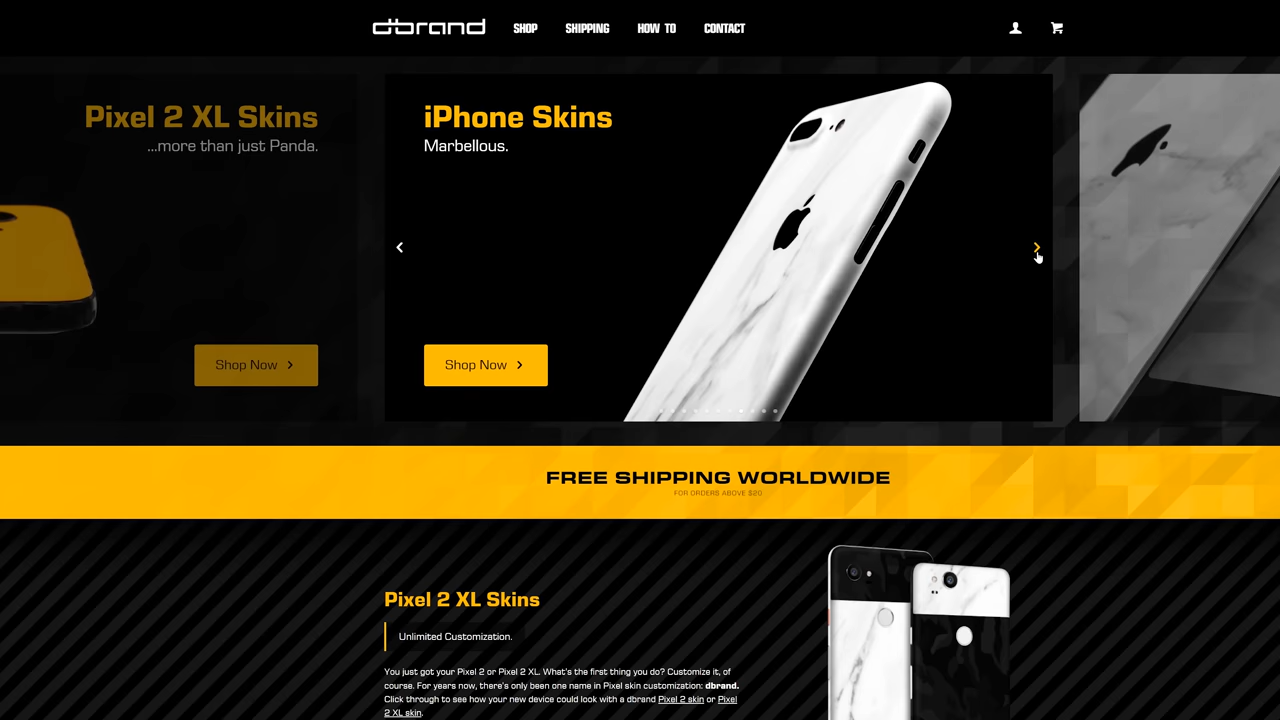 dbrand SHOP SHIPPING HOW TO CONTACT
Pixel 2 XL Skins
...more than just Panda.
Shop Now
iPhone Skins
Marbellous.
Shop Now
FREE SHIPPING WORLDWIDE
FOR ORDERS ABOVE $20
Pixel 2 XL Skins
Unlimited Customization.
You just got your Pixel 2 or Pixel 2 XL. What's the first thing you do? Customize it, of
course. For years now, there's only been one name in Pixel skin customization: dbrand.
Click through to see how your new device could look with a dbrand Pixel 2 skin or Pixel
2 XL skin.